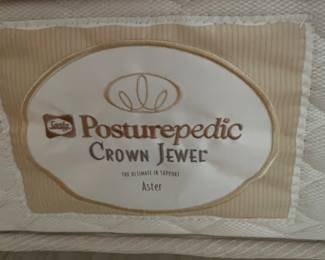 Sealy
Posturepedic
CROWN JEWEL
THE ULTIMATE IN SUPPORT
Aster